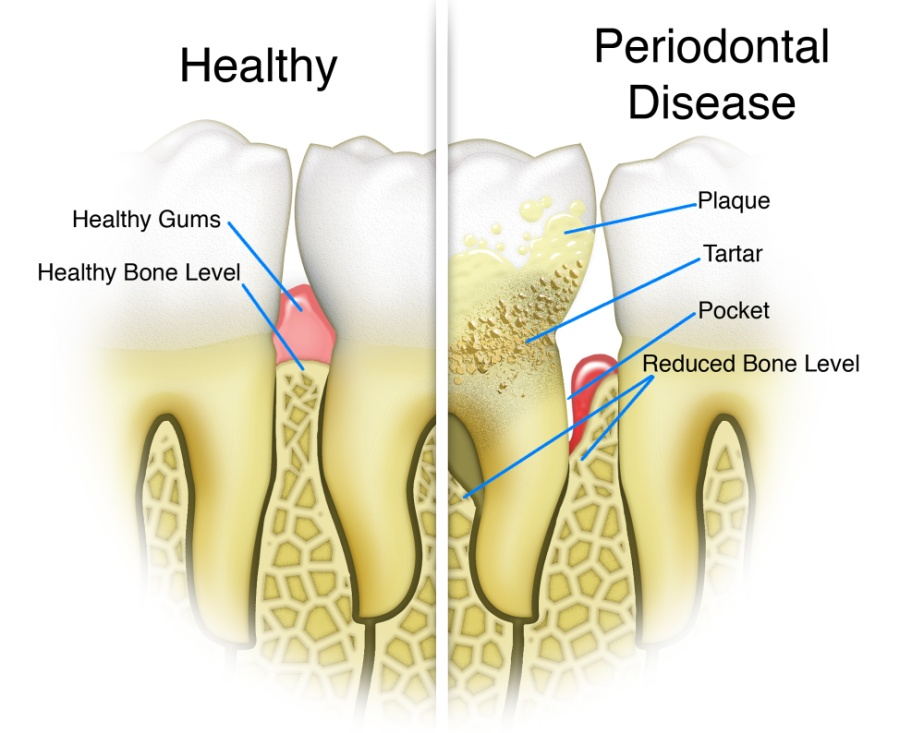 Healthy
Periodontal
Disease
Healthy Gums
Healthy Bone Level
Plaque
Tartar
Pocket
Reduced Bone Level